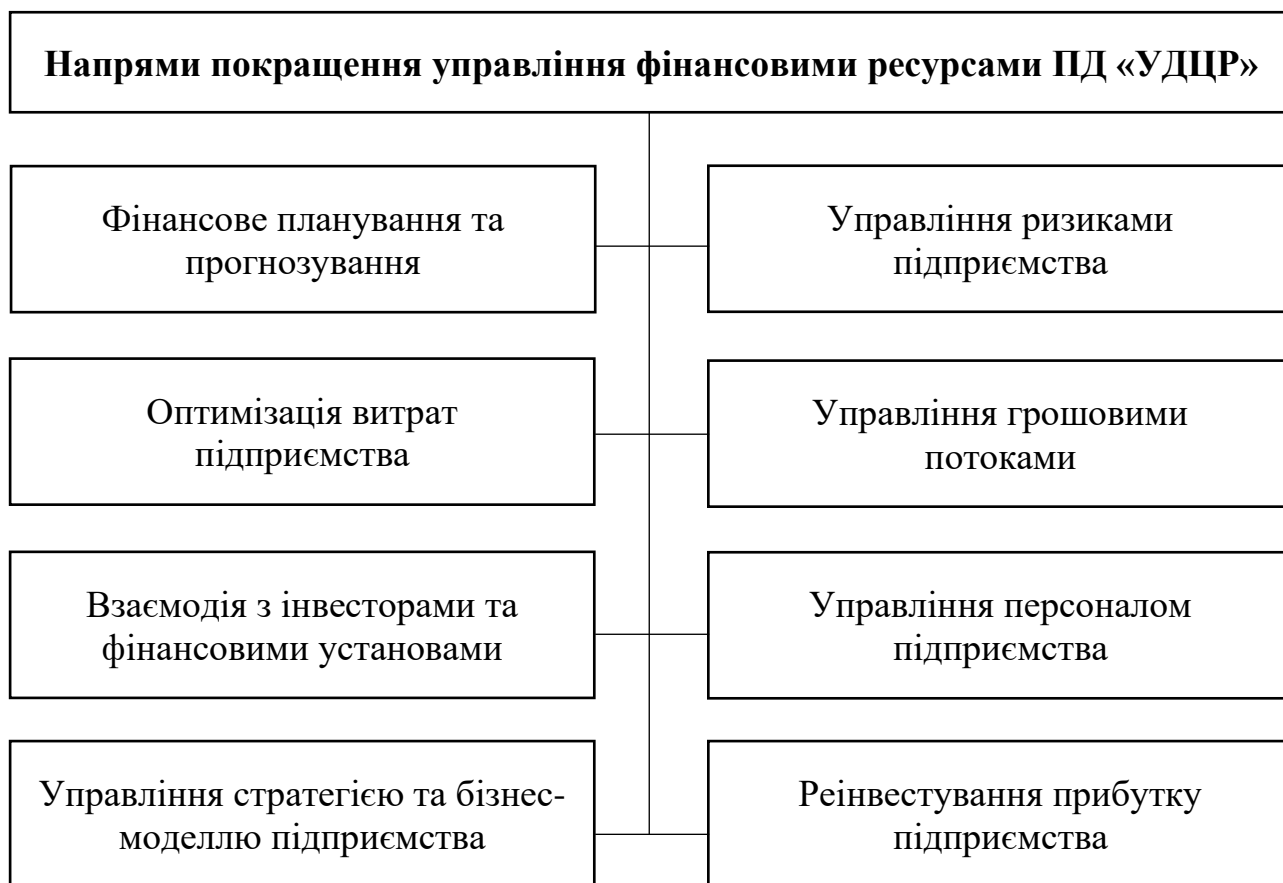 Напрями покращення управління фінансовими ресурсами ПД «УДЦР»
Фінансове планування та
прогнозування
Управління ризиками
підприємства
Оптимізація витрат
підприємства
Управління грошовими
потоками
Взаємодія з інвесторами та
фінансовими установами
Управління персоналом
підприємства
Управління стратегією та бізнес-
моделлю підприємства
Реінвестування прибутку
підприємства